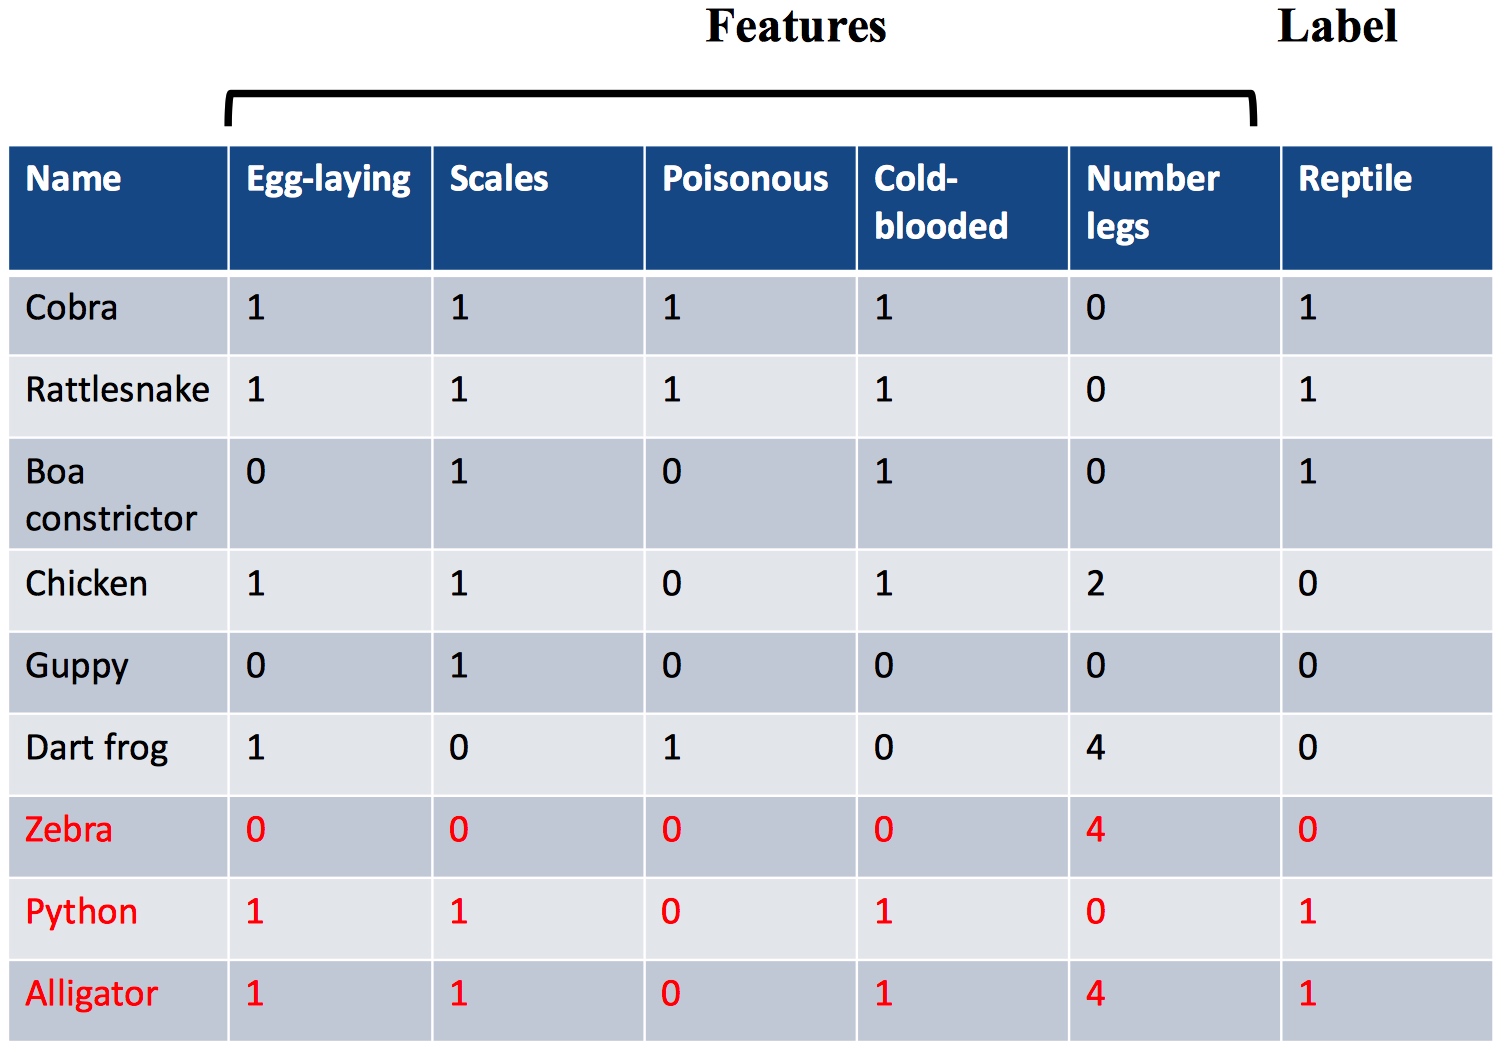 Features Label
Name Egg-laying Scales Poisonous Cold-blooded Number legs Reptile
Cobra 1 1 1 1 0 1
Rattlesnake 1 1 1 1 0 1
Boa constrictor 0 1 0 1 0 1
Chicken 1 1 0 1 2 0
Guppy 0 1 0 0 0 0
Dart frog 1 0 1 0 4 0
Zebra 0 0 0 0 4 0
Python 1 1 0 1 0 1
Alligator 1 1 0 1 4 1